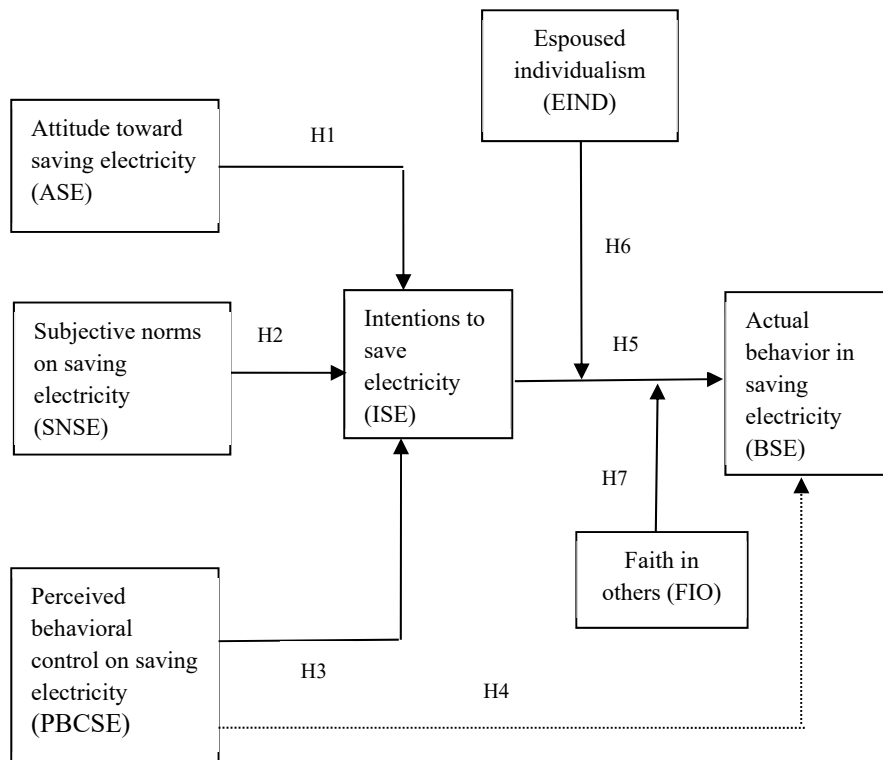 Espoused
individualism
(EIND)
Attitude toward
saving electricity
(ASE)
H1
H6
Subjective norms
on saving
electricity
(SNSE)
H2
Intentions to
save
electricity
(ISE)
H5
Actual
behavior in
saving
electricity
(BSE)
H7
Faith in
others (FIO)
Perceived
behavioral
control on saving
electricity
(PBCSE)
H3
H4